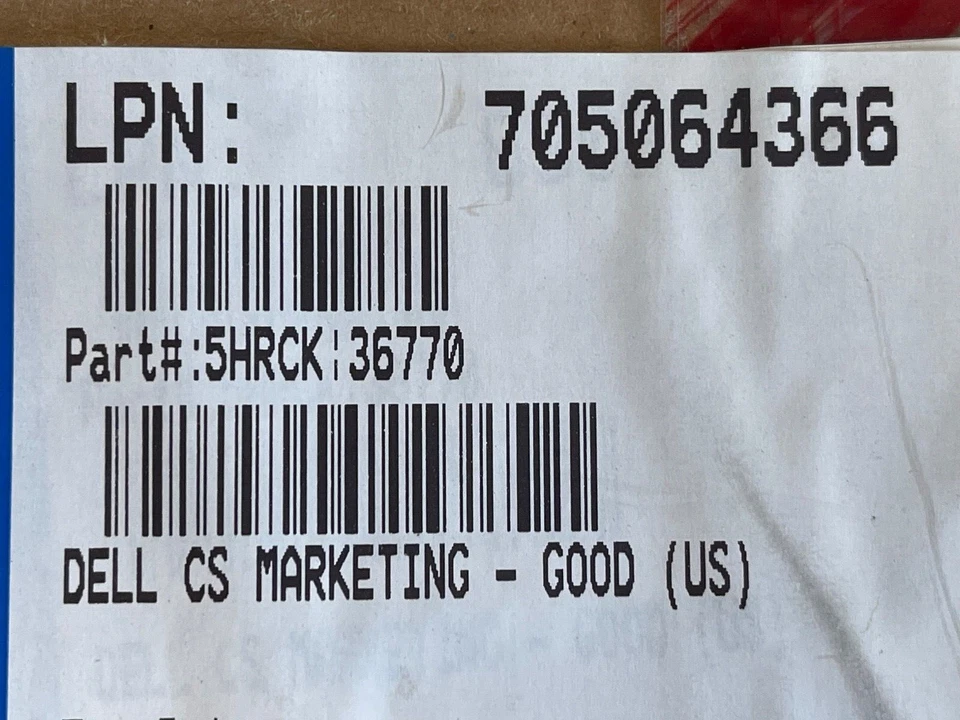 LPN: 705064366
Part#:5HRCK|36770
DELL CS MARKETING - GOOD (US)